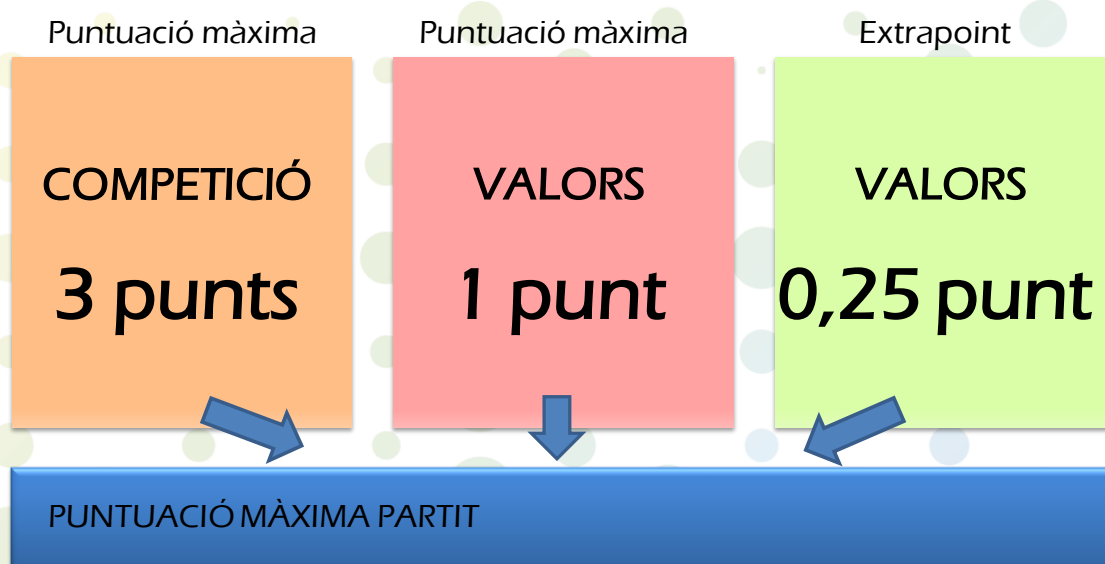 Puntuació màxima
COMPETICIÓ
3 punts
Puntuació màxima
VALORS
1 punt
Extrapoint
VALORS
0,25 punt
PUNTUACIÓ MÀXIMA PARTIT